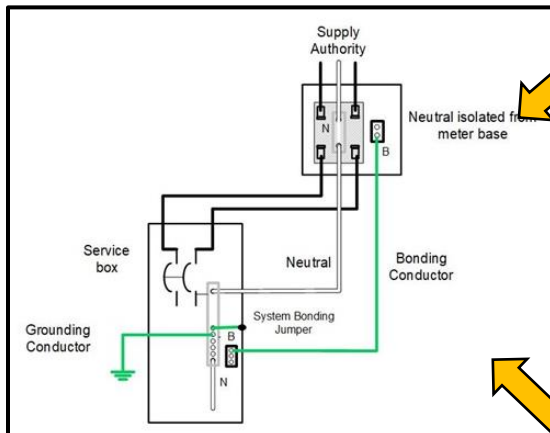 Supply
Authority
N
Neutral isolated from
meter base
B
Service
box
Neutral
Bonding
Conductor
System Bonding
Jumper
Grounding
Conductor
B
N